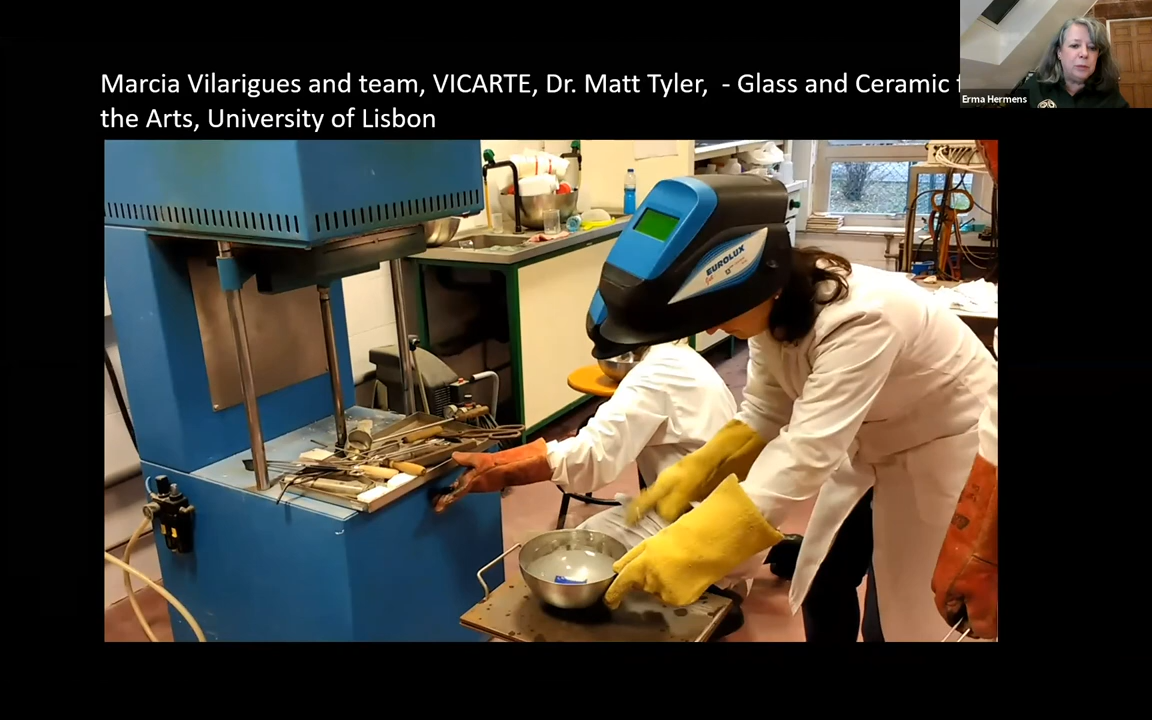 Marcia Vilarigues and team, VICARTE, Dr. Matt Tyler, - Glass and Ceramic
the Arts, University of Lisbon
Erma Hermens
EUROLUX